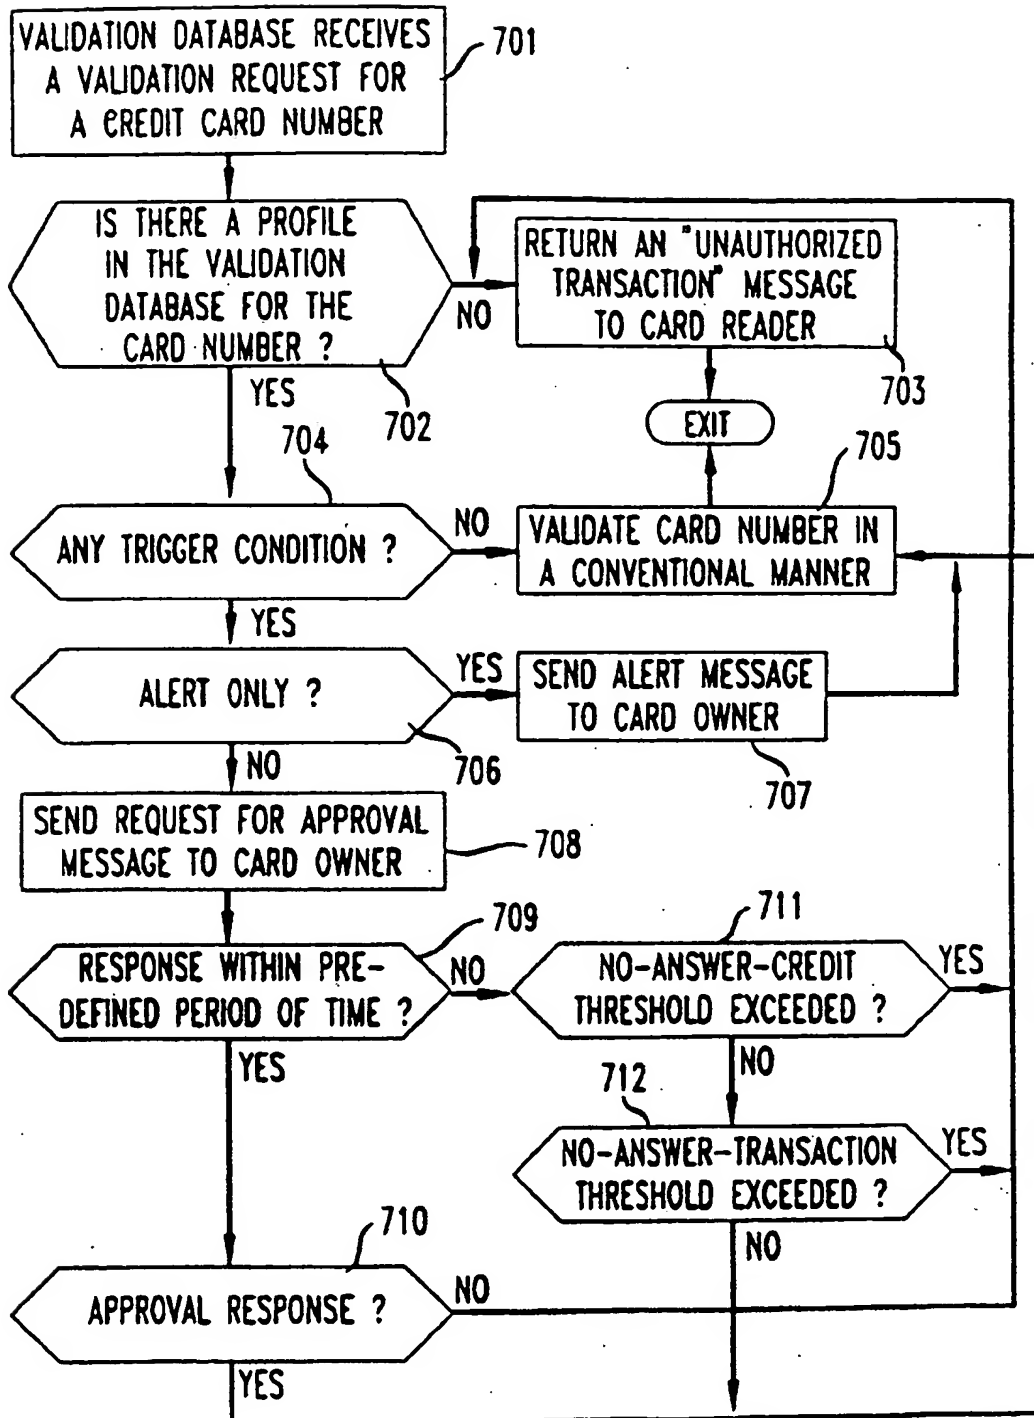 VALIDATION DATABASE RECEIVES
A VALIDATION REQUEST FOR
A CREDIT CARD NUMBER
701
IS THERE A PROFILE
IN THE VALIDATION
DATABASE FOR THE
CARD NUMBER ?
NO
YES
702
RETURN AN "UNAUTHORIZED
TRANSACTION" MESSAGE
TO CARD READER
703
EXIT
704
ANY TRIGGER CONDITION ?
NO
YES
705
VALIDATE CARD NUMBER IN
A CONVENTIONAL MANNER
ALERT ONLY ?
YES
706
NO
SEND ALERT MESSAGE
TO CARD OWNER
707
SEND REQUEST FOR APPROVAL
MESSAGE TO CARD OWNER
708
709
RESPONSE WITHIN PRE-
DEFINED PERIOD OF TIME ?
NO
YES
711
NO-ANSWER-CREDIT
THRESHOLD EXCEEDED ?
YES
NO
712
NO-ANSWER-TRANSACTION
THRESHOLD EXCEEDED ?
YES
NO
710
APPROVAL RESPONSE ?
NO
YES